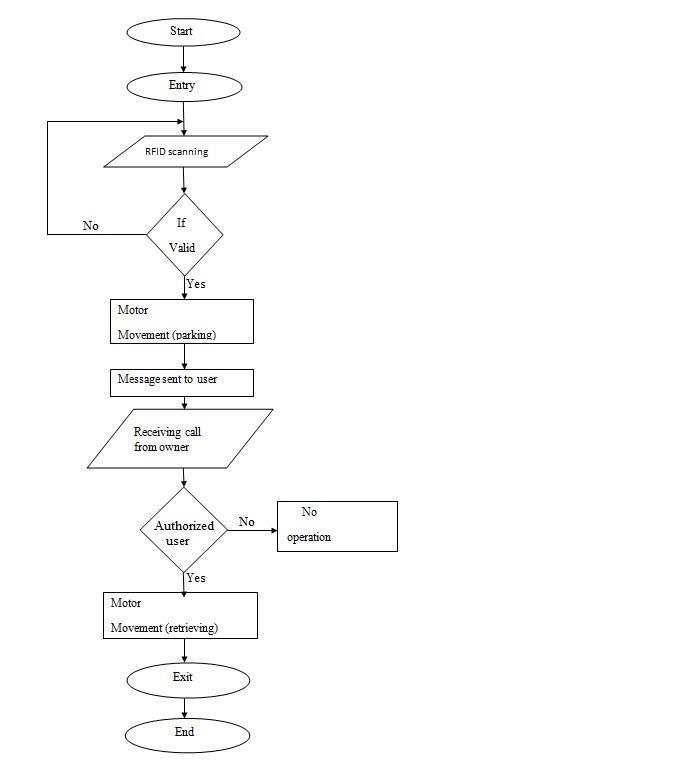 Start
Entry
RFID scanning
If
Valid
No
Yes
Motor
Movement (parking)
Message sent to user
Receiving call
from owner
Authorized
user
No
No
operation
Yes
Motor
Movement (retrieving)
Exit
End